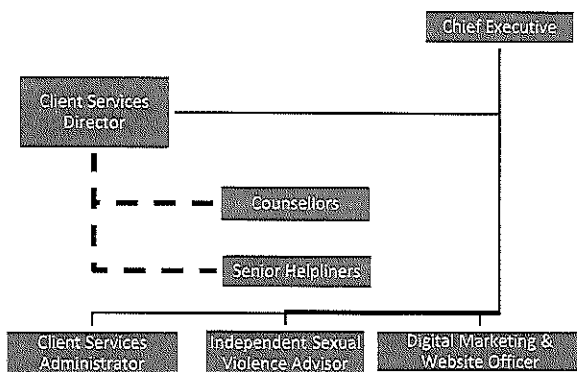 Chief Executive
Client Services
Director
Counsellors
Senior Helpliners
Client Services
Administrator
Independent Sexual
Violence Advisor
Digital Marketing &
Website Officer